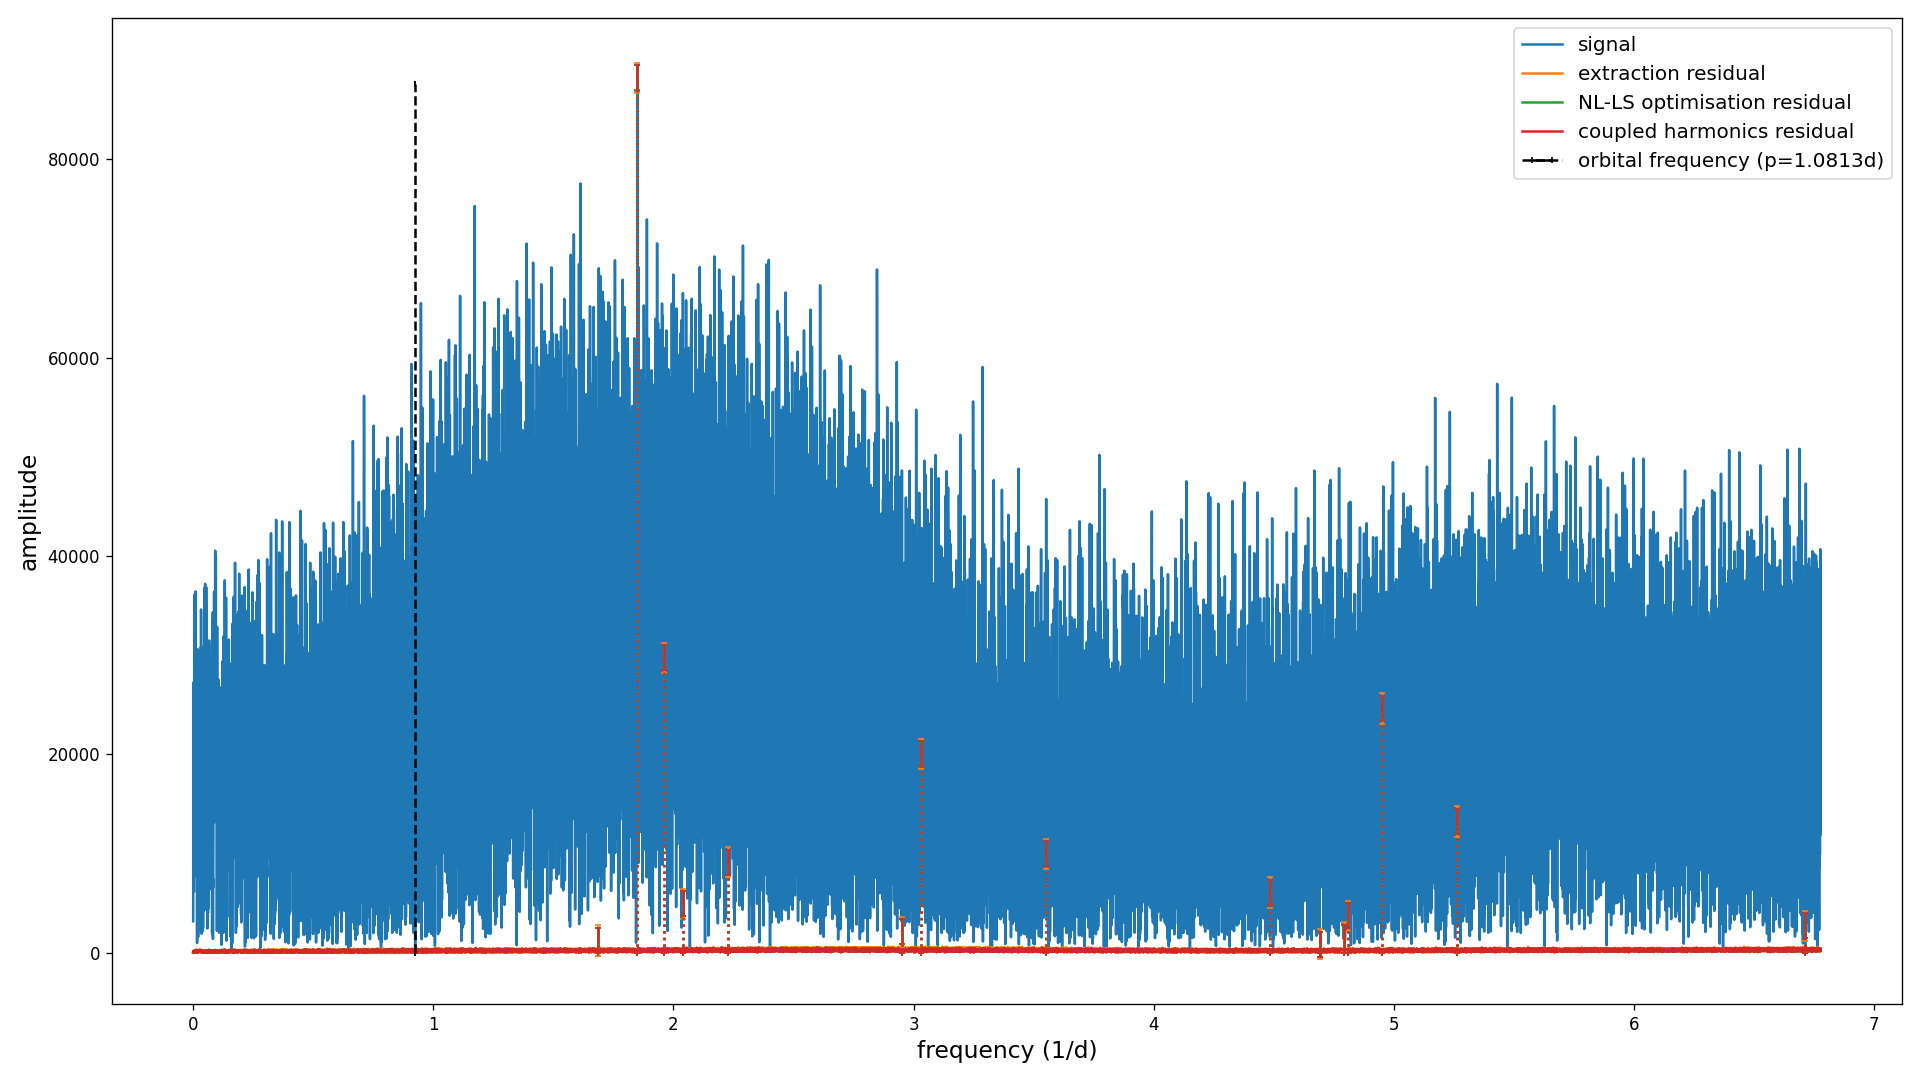 signal
extraction residual
NL-LS optimisation residual
coupled harmonics residual
orbital frequency (p=1.0813d)
amplitude
80000
60000
40000
20000
0
0 1 2 3 4 5 6 7
frequency (1/d)